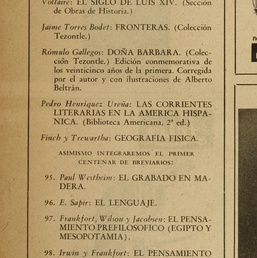 Voltaire: EL SIGLO DE LUIS XIV. (Sección
de Obras de Historia.)
Jaime Torres Bodet: FRONTERAS. (Colección
Tezontle.)
Rómulo Gallegos: DOÑA BARBARA. (Colec-
ción Tezontle.) Edición conmemorativa de
los veinticinco años de la primera. Corregida
por el autor y con ilustraciones de Alberto
Beltrán.
Pedro Henríquez Ureña: LAS CORRIENTES
LITERARIAS EN LA AMERICA HISPA-
NICA. (Biblioteca Americana, 2ª ed.)
Finch y Trewartha: GEOGRAFIA FISICA.
ASIMISMO INTEGRAREMOS EL PRIMER
CENTENAR DE BREVIARIOS:
95. Paul Westheim: EL GRABADO EN MA-
DERA.
96. E. Sapir: EL LENGUAJE.
97. Frankfort, Wilson y Jacobsen: EL PENSA-
MIENTO PREFILOSOFICO (EGIPTO Y
MESOPOTAMIA).
98. Irwin y Frankfort: EL PENSAMIENTO